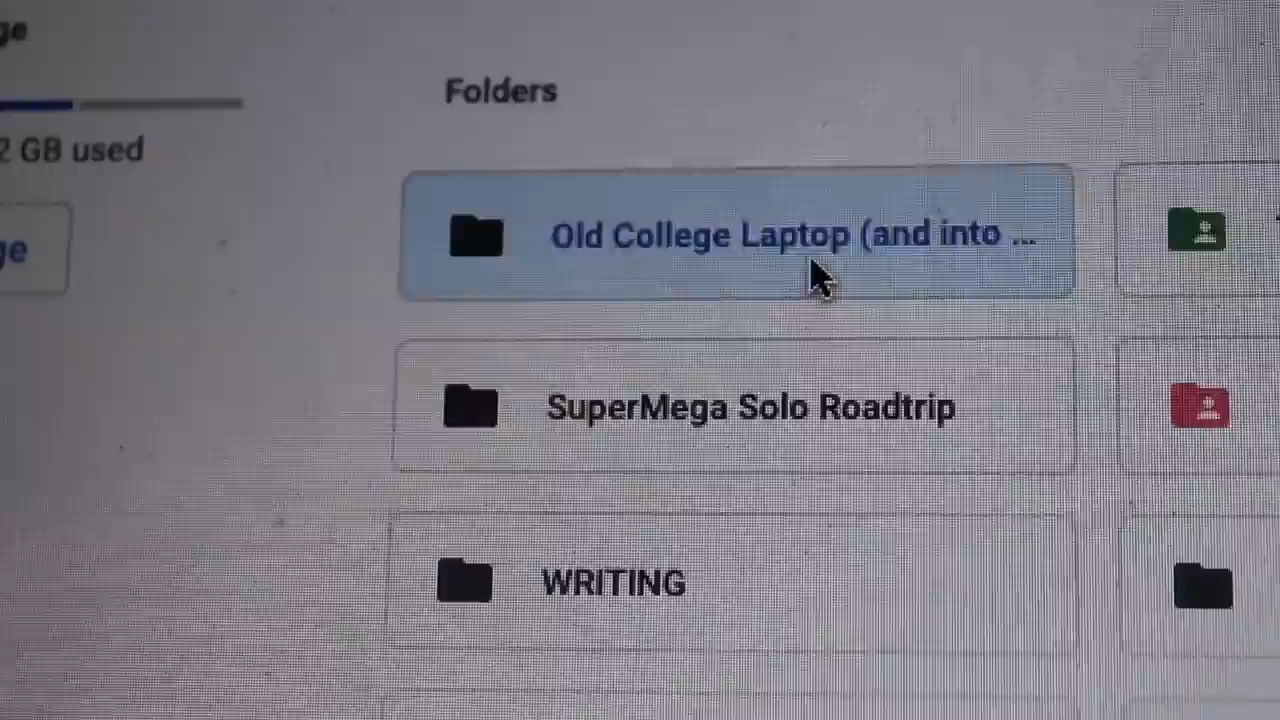 ge
Folders
2 GB used
Old College Laptop (and into ...
ge
SuperMega Solo Roadtrip
WRITING